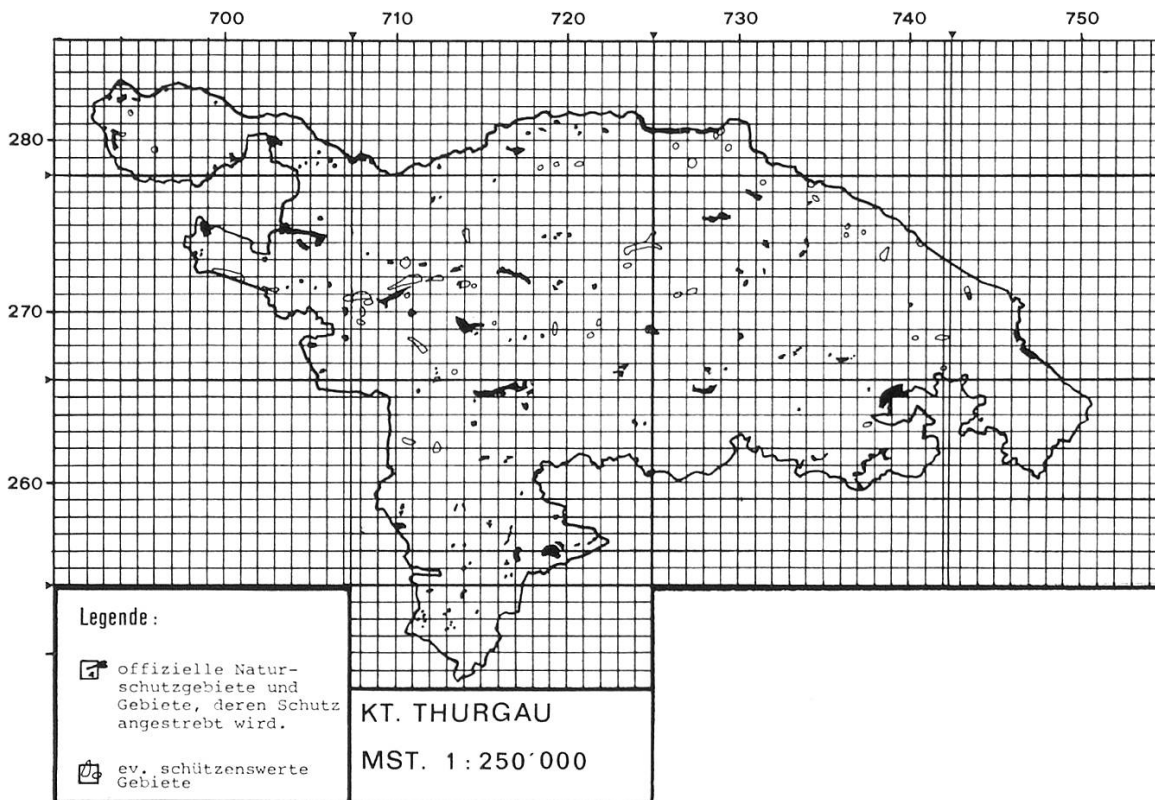 700 710 720 730 740 750
280
270
260
Legende :
offizielle Natur-
schutzgebiete und
Gebiete, deren Schutz
angestrebt wird.
ev. schützenswerte
Gebiete
KT. THURGAU
MST. 1 : 250´000